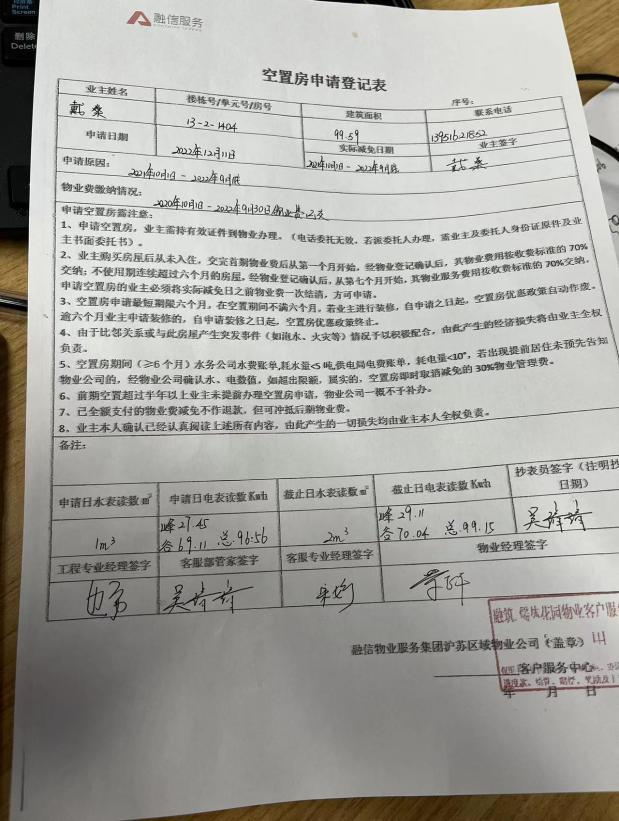 Print
Screen
删除
Delete
融信服务
空置房申请登记表
序号：
业主姓名
楼栋号/单元号/房号
建筑面积
联系电话
戴桑
13-2-1404
99.59
13951621852
申请日期
2022年12月11日
实际减免日期
2021年10月1日-2022年9月底
业主签字
戴桑
申请原因：
2021年10月1日-2022年9月底
物业费缴纳情况：
2020年10月1日-2022年9月30日物业费已交
申请空置房需注意：
1、申请空置房，业主需持有效证件到物业办理。（电话委托无效，若派委托人办理，需业主及委托人身份证原件及业
主书面委托书）。
2、业主购买房屋后从未入住，交完首期物业费后从第一个月开始，经物业登记确认后，其物业费用按收费标准的70%
交纳；不使用期连续超过六个月的房屋，经物业登记确认后，从第七个月开始，其物业服务费用按收费标准的70%交纳，
申请空置房的业主必须将实际减免日之前物业费一次结清，方可申请。
3、空置房申请最短期限六个月，在空置期间不满六个月，若业主进行装修，自申请之日起，空置房优惠政策自动作废。
逾六个月业主申请装修的，自申请装修之日起，空置房优惠政策终止。
4、由于比邻关系或与此房屋产生突发事件（如泡水、火灾等）情况予以积极配合，由此产生的经济损失将由业主全权
负责。
5、空置房期间（≥6个月）水务公司水费账单,耗水量<5吨,供电局电费账单，耗电量<10°，若出现提前居住未预先告知
物业公司的，经物业公司确认水、电数值，如超出限额，属实的，空置房即时取消减免的30%物业管理费。
6、前期空置超过半年以上业主未提前办理空置房申请，物业公司一概不予补办。
7、已全额支付的物业费减免不作退款，但可冲抵后期物业费。
8、业主本人确认已经认真阅读上述所有内容，由此产生的一切损失均由业主本人全权负责。
备注：
申请日水表读数m³
申请日电表读数Kwh
截止日水表读数m³
截止日电表读数Kwh
抄表员签字（注明抄
日期）
1m³
峰27.45
谷69.11 总:96.56
2m³
峰29.11
谷70.04 总.99.15
吴婷婷
工程专业经理签字
客服部管家签字
客服专业经理签字
物业经理签字
吴婷婷
融信物业服务集团沪苏区域物业公司（盖章）
客户服务中心
年 月 日